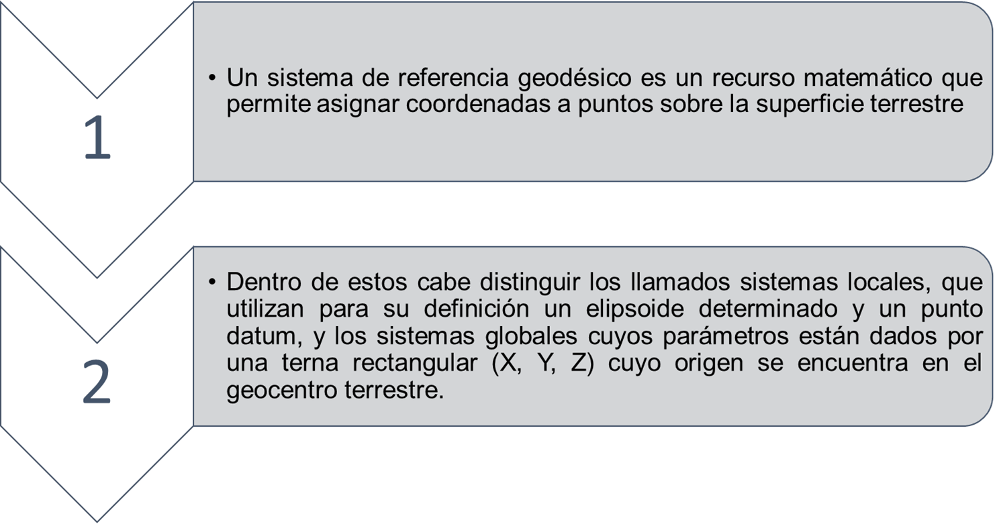 1
• Un sistema de referencia geodésico es un recurso matemático que
permite asignar coordenadas a puntos sobre la superficie terrestre
2
• Dentro de estos cabe distinguir los llamados sistemas locales, que
utilizan para su definición un elipsoide determinado y un punto
datum, y los sistemas globales cuyos parámetros están dados por
una terna rectangular (X, Y, Z) cuyo origen se encuentra en el
geocentro terrestre.